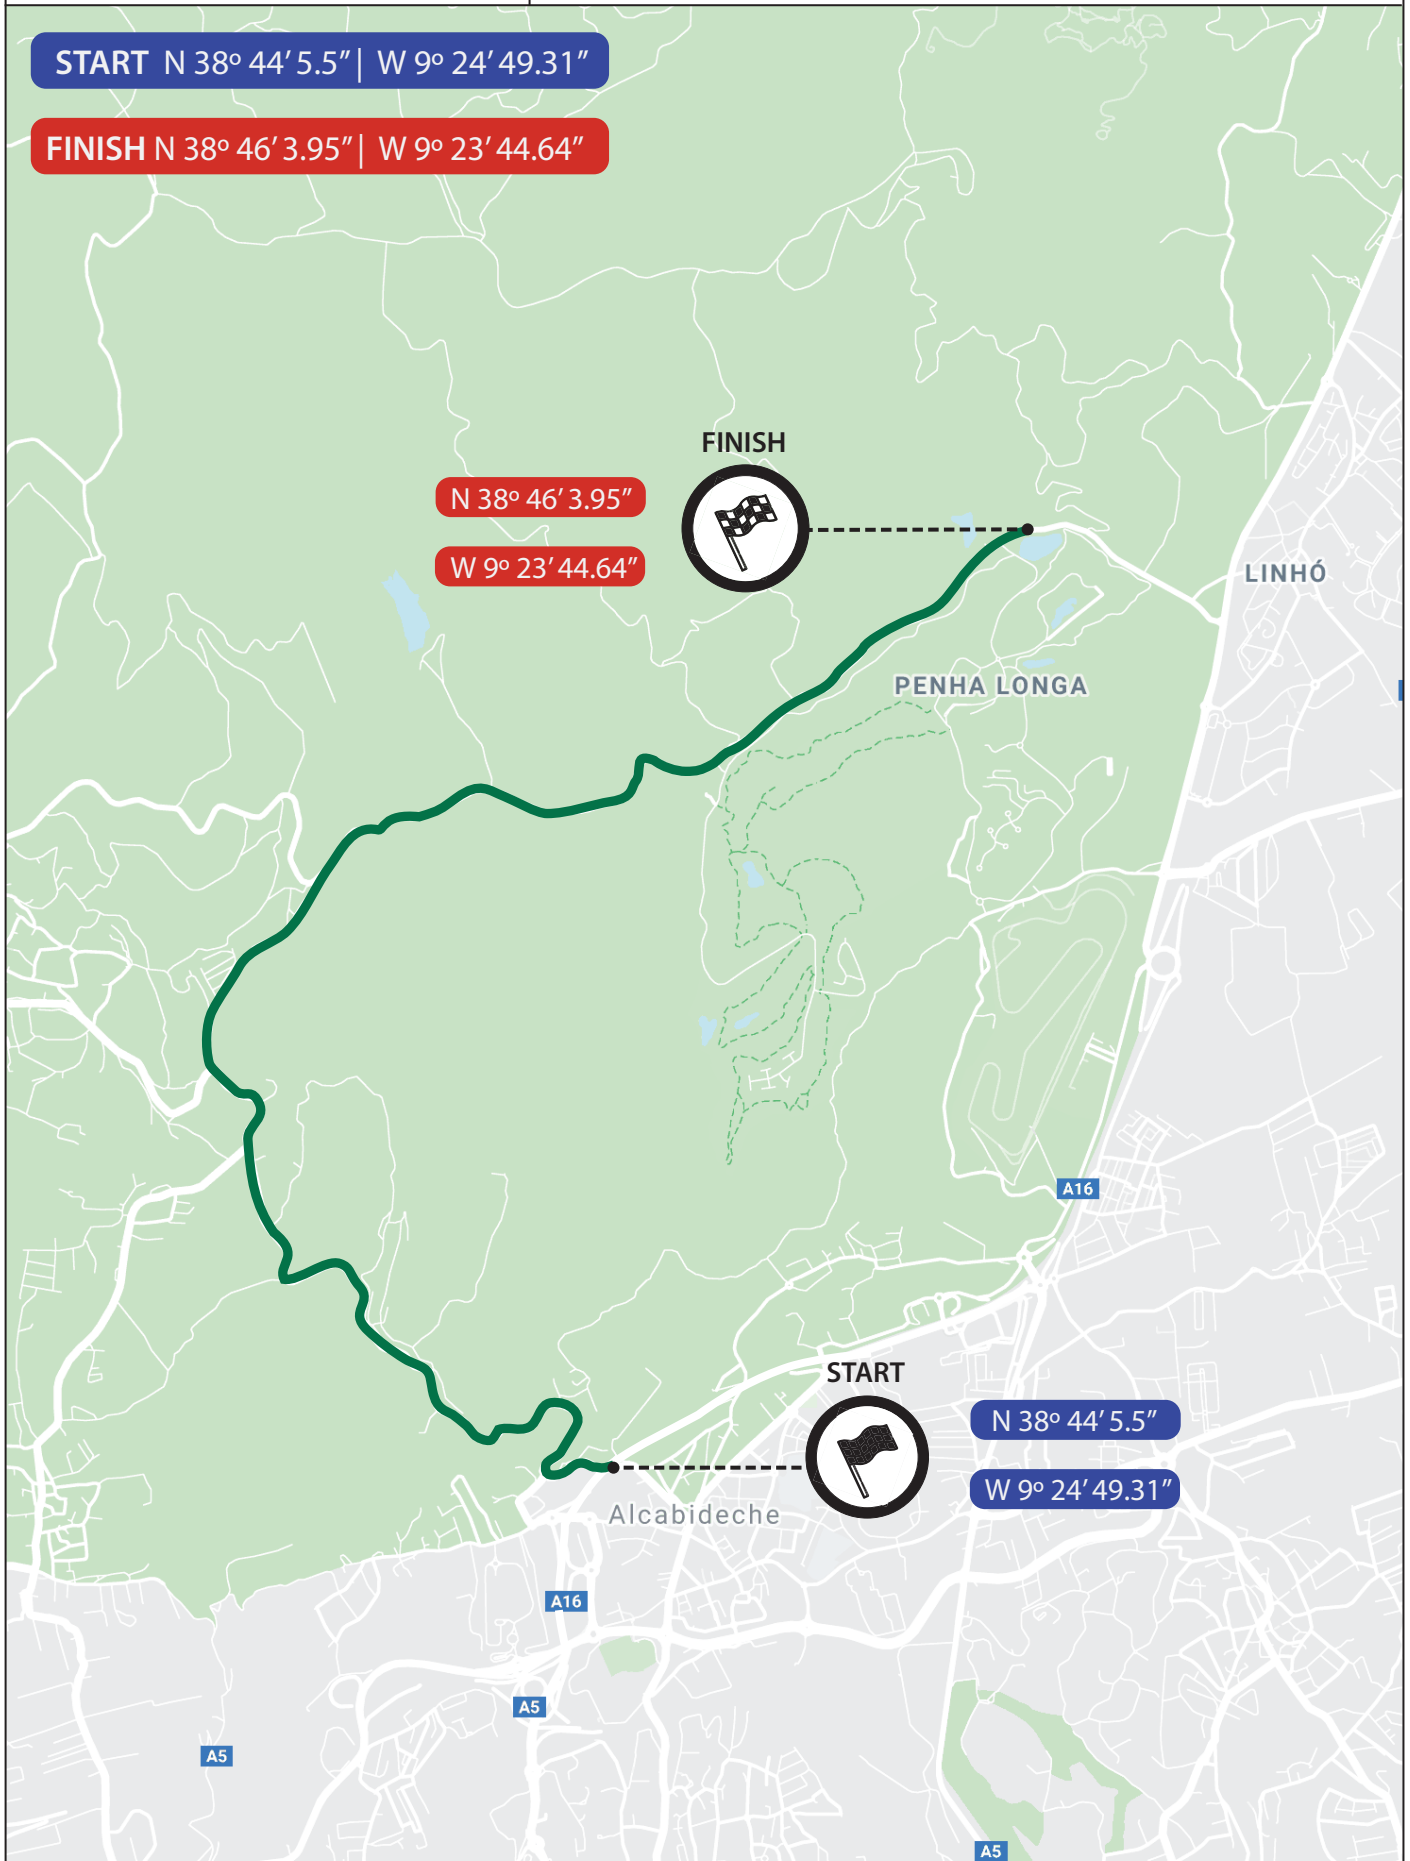 START N 38º 44’ 5.5” | W 9º 24’ 49.31”
FINISH N 38º 46’ 3.95” | W 9º 23’ 44.64”
FINISH
N 38º 46’ 3.95”
W 9º 23’ 44.64”
LINHÓ
PENHA LONGA
A16
START
N 38º 44’ 5.5”
W 9º 24’ 49.31”
Alcabideche
A16
A5
A5
A5